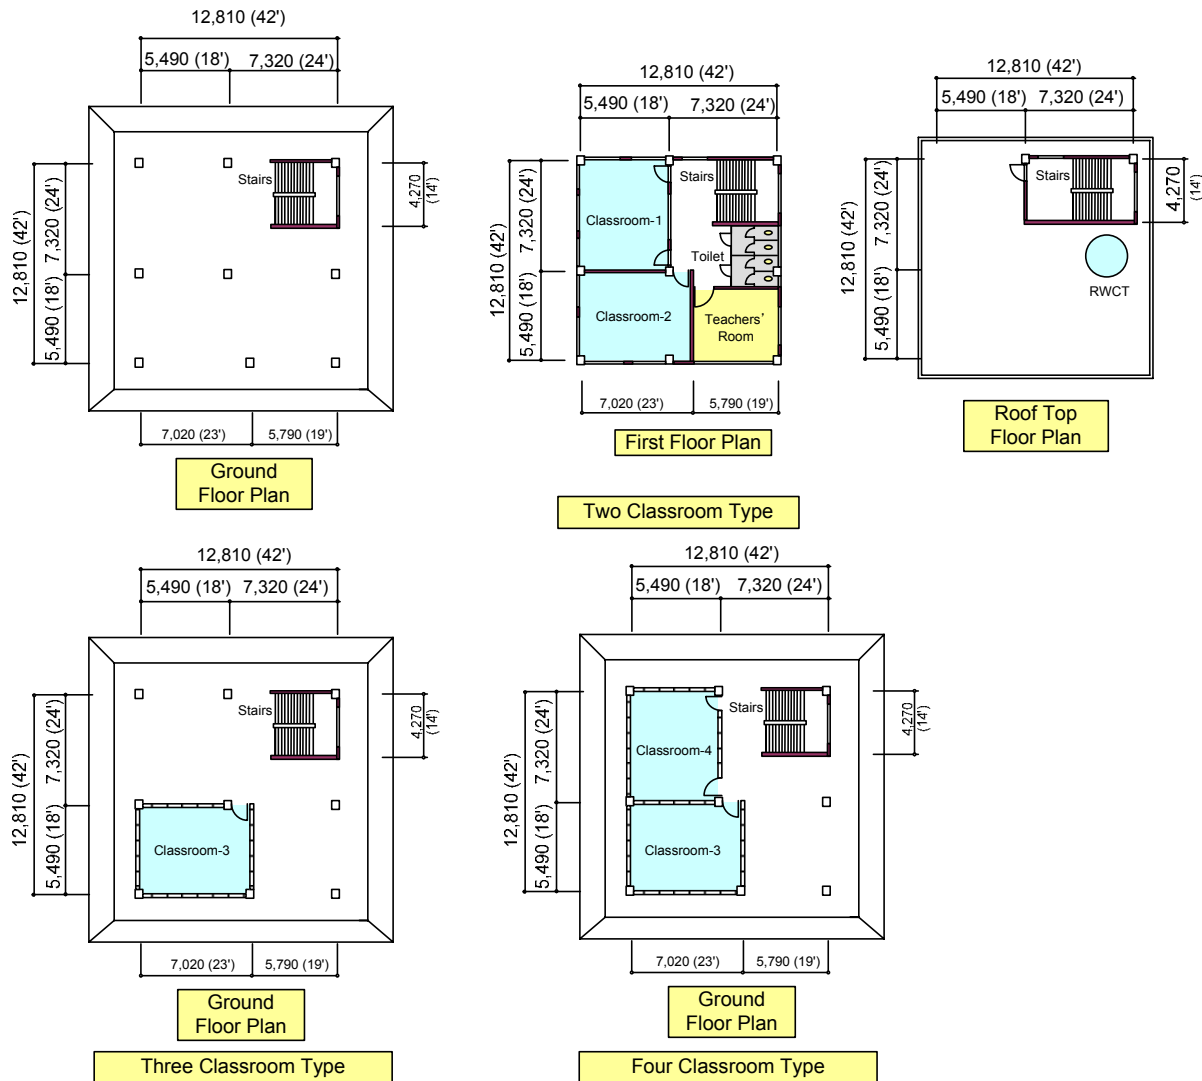 12,810 (42')
5,490 (18')
7,320 (24')
Stairs
4,270
(14')
12,810 (42')
7,320 (24')
5,490 (18')
7,020 (23')
5,790 (19')
Ground
Floor Plan
12,810 (42')
5,490 (18')
7,320 (24')
12,810 (42')
7,320 (24')
5,490 (18')
Stairs
Classroom-1
Toilet
Classroom-2
Teachers'
Room
7,020 (23')
5,790 (19')
First Floor Plan
12,810 (42')
5,490 (18')
7,320 (24')
12,810 (42')
7,320 (24')
5,490 (18')
Stairs
4,270
(14')
RWCT
Roof Top
Floor Plan
Two Classroom Type
12,810 (42')
5,490 (18')
7,320 (24')
12,810 (42')
7,320 (24')
5,490 (18')
Stairs
4,270
(14')
Classroom-3
7,020 (23')
5,790 (19')
Ground
Floor Plan
Three Classroom Type
12,810 (42')
5,490 (18')
7,320 (24')
12,810 (42')
7,320 (24')
5,490 (18')
Stairs
4,270
(14')
Classroom-4
Classroom-3
7,020 (23')
5,790 (19')
Ground
Floor Plan
Four Classroom Type